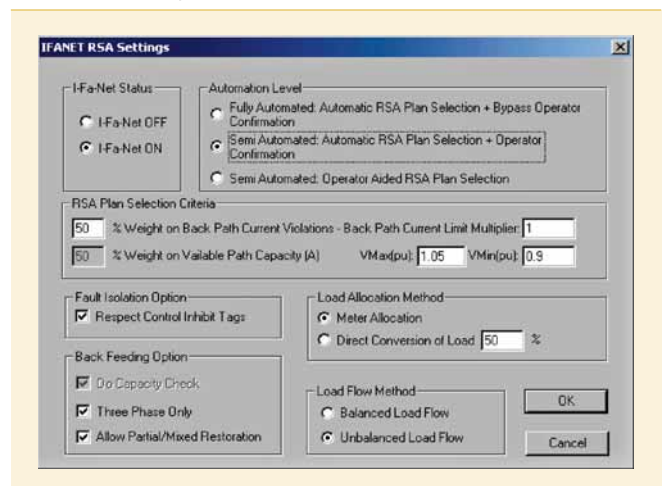 IFANET RSA Settings
I-Fa-Net Status
I-Fa-Net OFF
I-Fa-Net ON
Automation Level
Fully Automated: Automatic RSA Plan Selection + Bypass Operator
Confirmation
Semi Automated: Automatic RSA Plan Selection + Operator
Confirmation
Semi Automated: Operator Aided RSA Plan Selection
RSA Plan Selection Criteria
50 % Weight on Back Path Current Violations - Back Path Current Limit Multiplier: 1
50 % Weight on Vailable Path Capacity (A) VMax(pu): 1.05 VMin(pu): 0.9
Fault Isolation Option
Respect Control Inhibit Tags
Load Allocation Method
Meter Allocation
Direct Conversion of Load 50 %
Back Feeding Option
Do Capacity Check
Three Phase Only
Allow Partial/Mixed Restoration
Load Flow Method
Balanced Load Flow
Unbalanced Load Flow
OK
Cancel